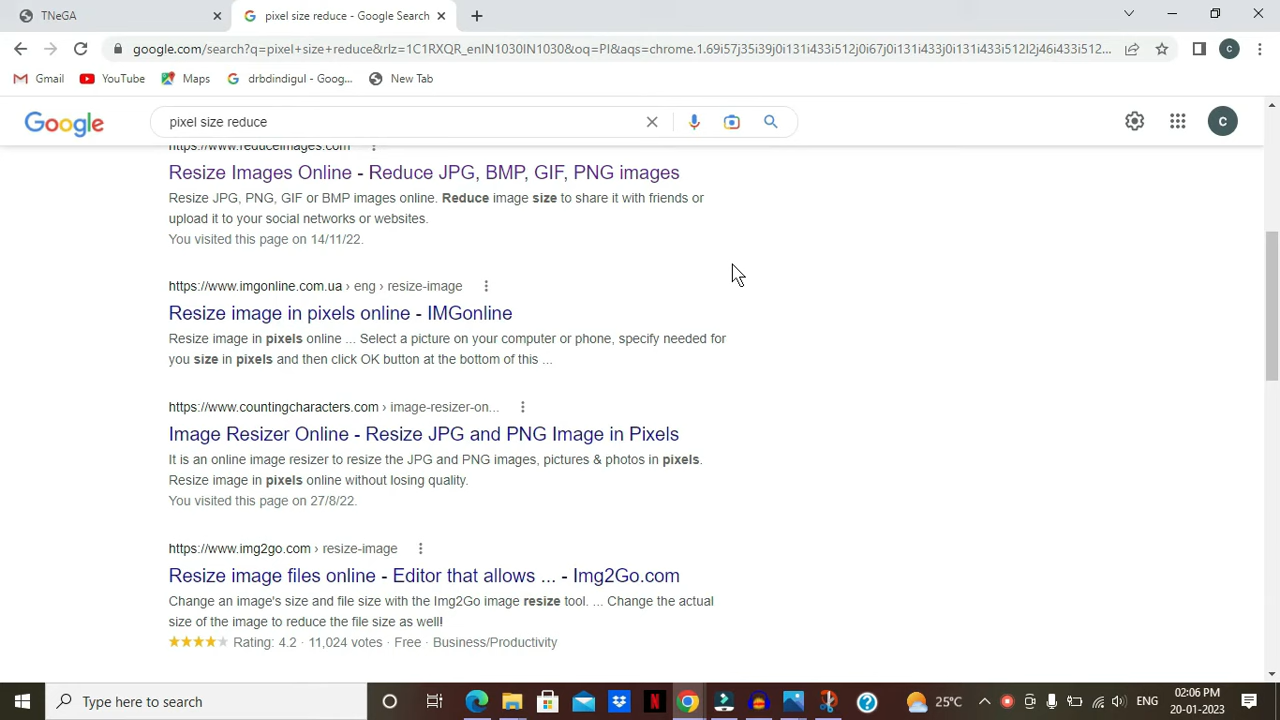 TNeGA
pixel size reduce - Google Search
google.com/search?q=pixel+size+reduce&rlz=1C1RXQR_enIN1030IN1030&oq=PI&aqs=chrome.1.69i57j35i39j0i131i433i512j0i67j0i131i433j0i131i433i512l2j46i433i512...
Gmail
YouTube
Maps
drbdindigul - Goog...
New Tab
c
Google
pixel size reduce
c
https://www.reduceimages.com
Resize Images Online - Reduce JPG, BMP, GIF, PNG images
Resize JPG, PNG, GIF or BMP images online. Reduce image size to share it with friends or
upload it to your social networks or websites.
You visited this page on 14/11/22.
https://www.imgonline.com.ua › eng › resize-image
Resize image in pixels online - IMGonline
Resize image in pixels online ... Select a picture on your computer or phone, specify needed for
you size in pixels and then click OK button at the bottom of this ...
https://www.countingcharacters.com › image-resizer-on...
Image Resizer Online - Resize JPG and PNG Image in Pixels
It is an online image resizer to resize the JPG and PNG images, pictures & photos in pixels.
Resize image in pixels online without losing quality.
You visited this page on 27/8/22.
https://www.img2go.com › resize-image
Resize image files online - Editor that allows ... - Img2Go.com
Change an image's size and file size with the Img2Go image resize tool. ... Change the actual
size of the image to reduce the file size as well!
Rating: 4.2 · 11,024 votes · Free · Business/Productivity
Type here to search
25°C
ENG
02:06 PM
20-01-2023